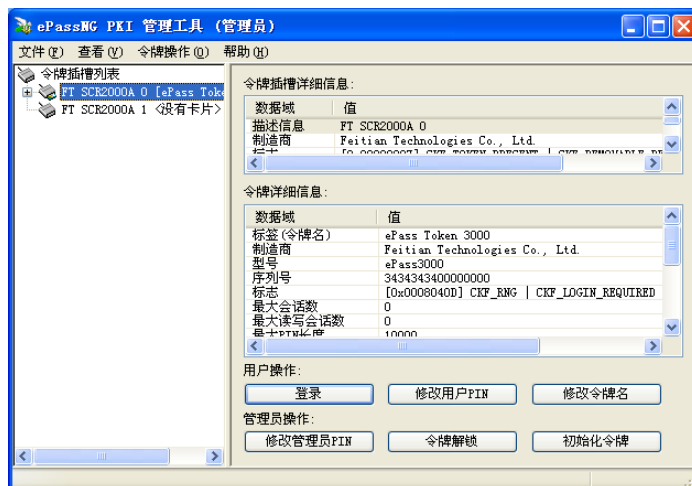 ePassNG PKI 管理工具 (管理员)
文件(F) 查看(V) 令牌操作(O) 帮助(H)
令牌插槽列表
FT SCR2000A 0 [ePass Toke
FT SCR2000A 1 <没有卡片>
令牌插槽详细信息:
数据域 值
描述信息 FT SCR2000A 0
制造商 Feitian Technologies Co., Ltd.
令牌详细信息:
数据域 值
标签(令牌名) ePass Token 3000
制造商 Feitian Technologies Co., Ltd.
型号 ePass3000
序列号 3434343400000000
标志 [0x0008040D] CKF_RNG | CKF_LOGIN_REQUIRED
最大会话数 0
最大读写会话数 0
最大PIN长度 10000
用户操作:
登录 修改用户PIN 修改令牌名
管理员操作:
修改管理员PIN 令牌解锁 初始化令牌